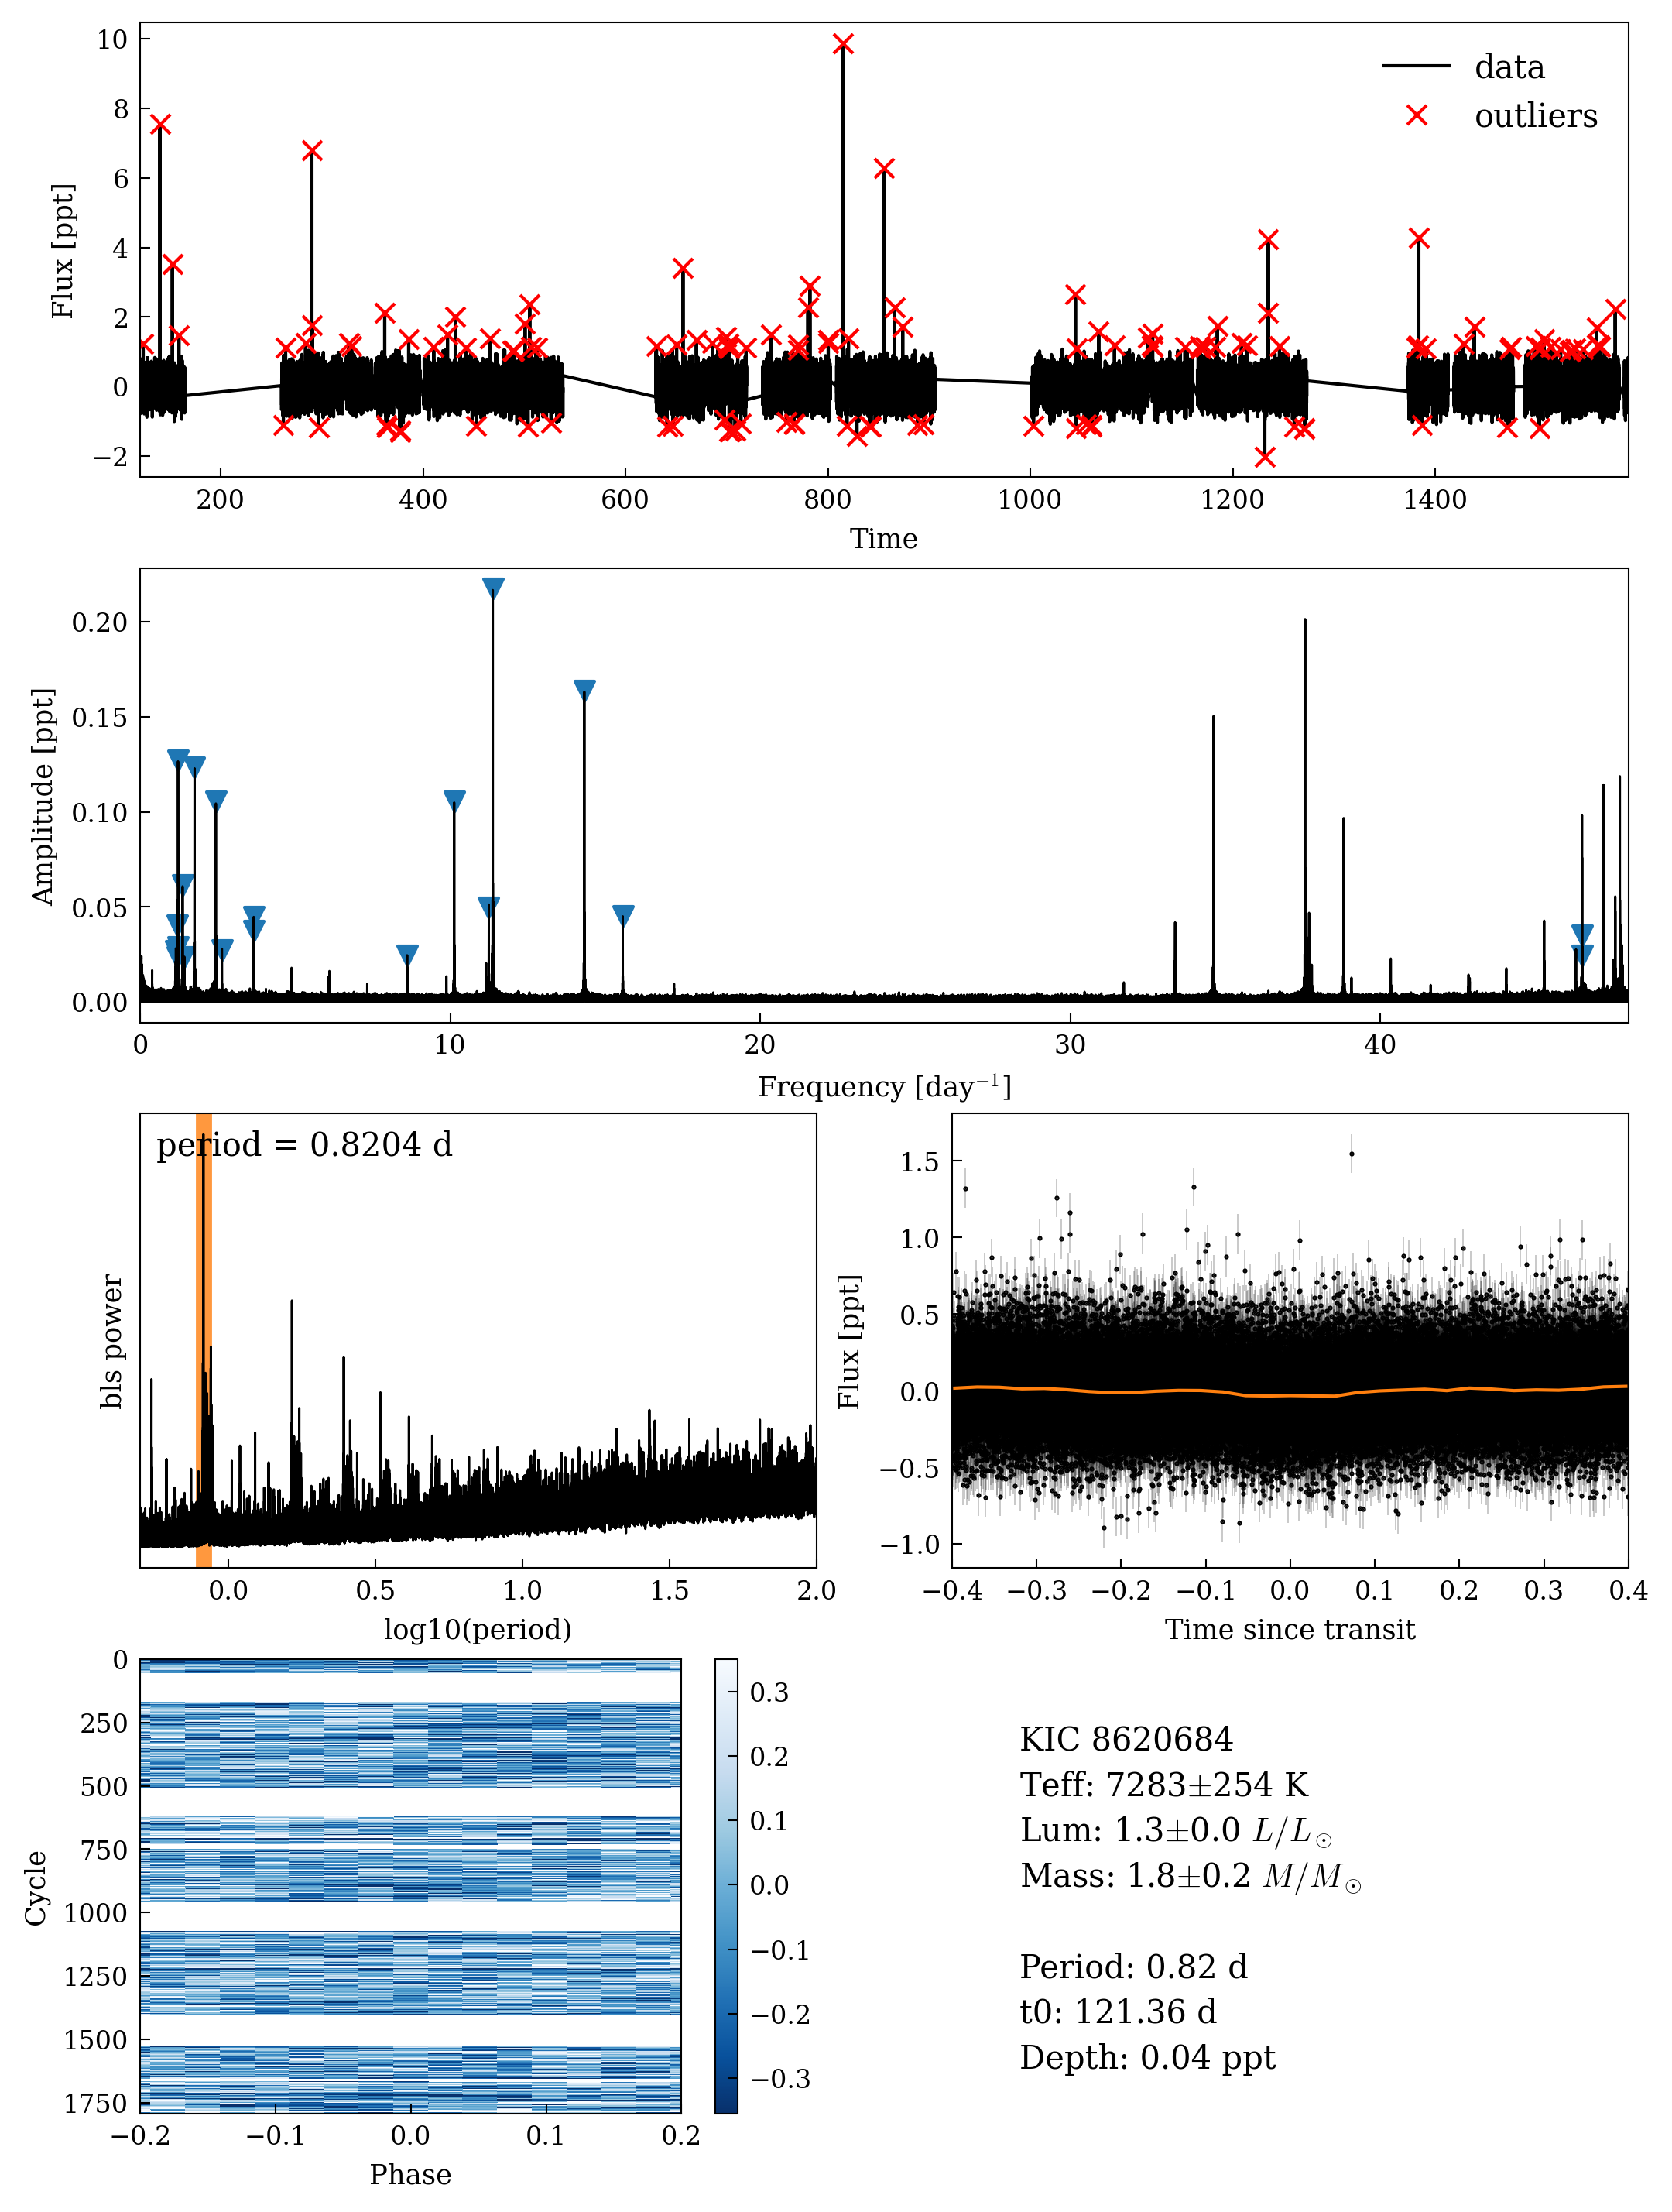 10
8
6
4
2
0
−2
Flux [ppt]
data
outliers
200 400 600 800 1000 1200 1400
Time
0.20
0.15
0.10
0.05
0.00
Amplitude [ppt]
0 10 20 30 40
Frequency [day⁻¹]
period = 0.8204 d
bls power
0.0 0.5 1.0 1.5 2.0
log10(period)
1.5
1.0
0.5
0.0
−0.5
−1.0
Flux [ppt]
−0.4 −0.3 −0.2 −0.1 0.0 0.1 0.2 0.3 0.4
Time since transit
0
250
500
750
1000
1250
1500
1750
Cycle
−0.2 −0.1 0.0 0.1 0.2
Phase
0.3
0.2
0.1
0.0
−0.1
−0.2
−0.3
KIC 8620684
Teff: 7283±254 K
Lum: 1.3±0.0 L/L⊙
Mass: 1.8±0.2 M/M⊙
Period: 0.82 d
t0: 121.36 d
Depth: 0.04 ppt